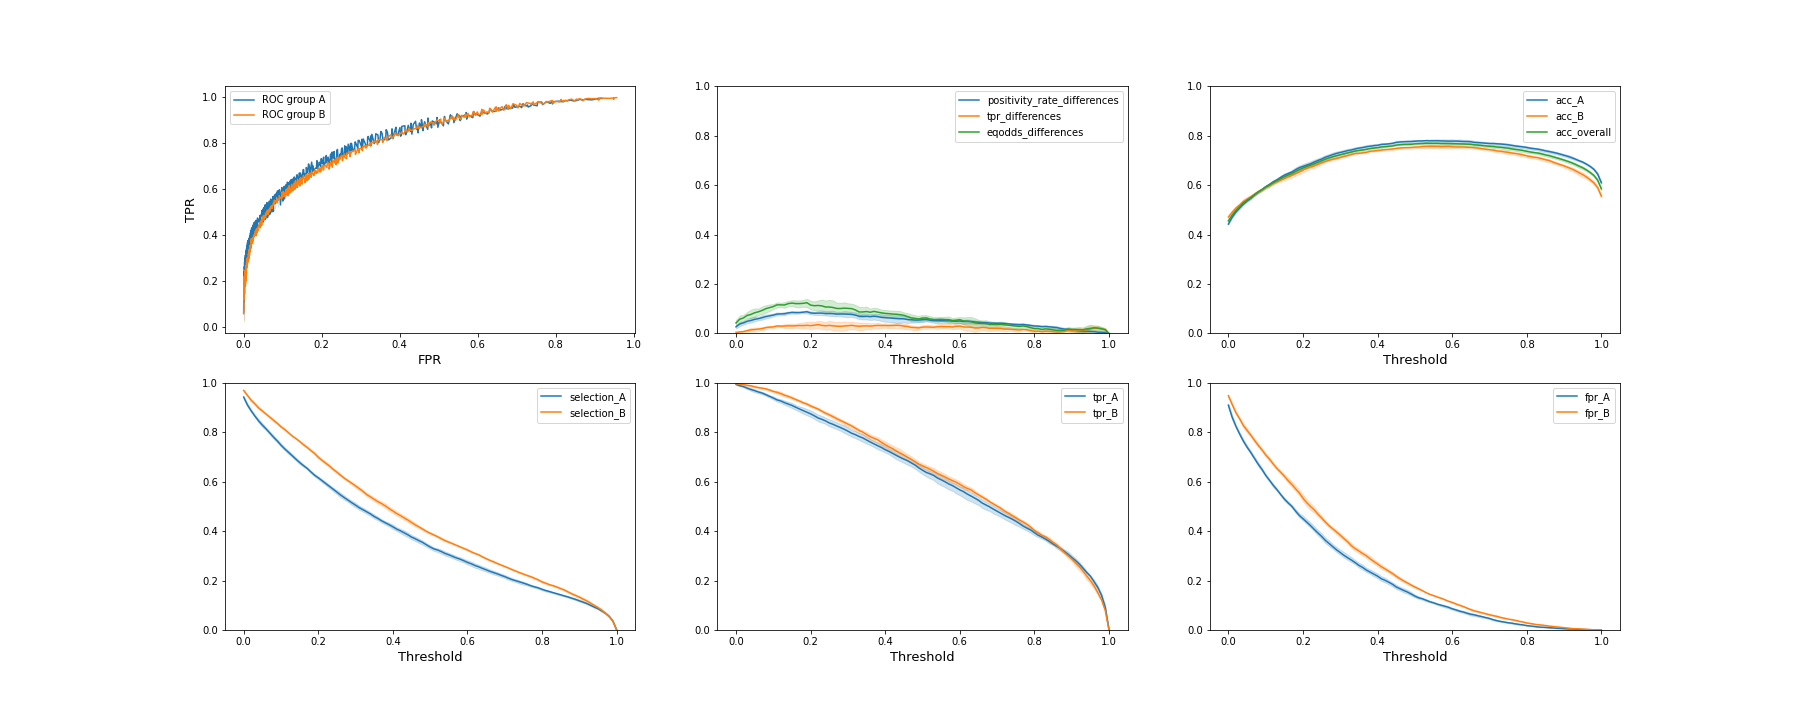 1.0
0.8
0.6
0.4
0.2
0.0
TPR
ROC group A
ROC group B
0.0 0.2 0.4 0.6 0.8 1.0
FPR
1.0
0.8
0.6
0.4
0.2
0.0
positivity_rate_differences
tpr_differences
eqodds_differences
0.0 0.2 0.4 0.6 0.8 1.0
Threshold
1.0
0.8
0.6
0.4
0.2
0.0
acc_A
acc_B
acc_overall
0.0 0.2 0.4 0.6 0.8 1.0
Threshold
1.0
0.8
0.6
0.4
0.2
0.0
selection_A
selection_B
0.0 0.2 0.4 0.6 0.8 1.0
Threshold
1.0
0.8
0.6
0.4
0.2
0.0
tpr_A
tpr_B
0.0 0.2 0.4 0.6 0.8 1.0
Threshold
1.0
0.8
0.6
0.4
0.2
0.0
fpr_A
fpr_B
0.0 0.2 0.4 0.6 0.8 1.0
Threshold